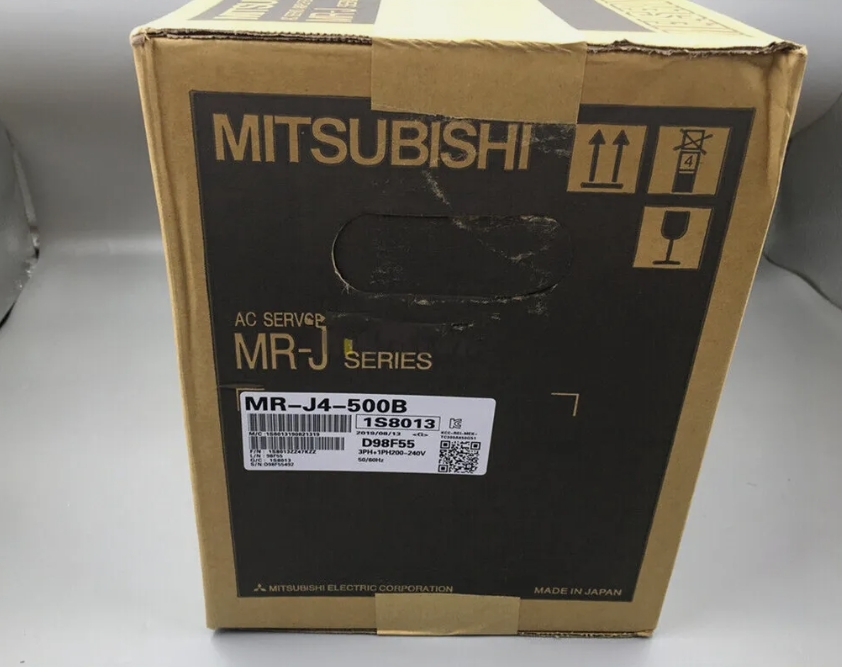 MITSUBISHI
4
AC SERVO
MR-J SERIES
MR-J4-500B
1S8013
D98F55
3PH+1PH200-240V
50/60Hz
MITSUBISHI ELECTRIC CORPORATION
MADE IN JAPAN